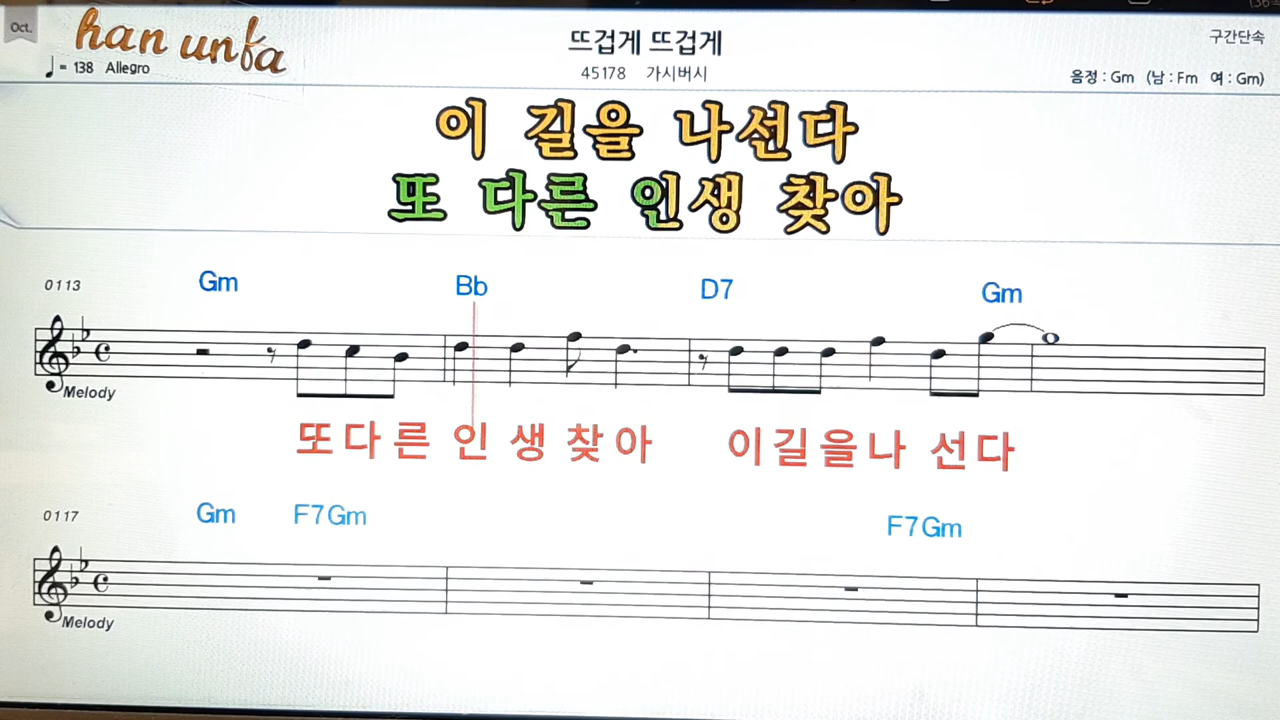 Oct.
han unfa
♩ = 138 Allegro
뜨겁게 뜨겁게
45178 가시버시
구간단속
음정 : Gm (남 : Fm 여 : Gm)
이 길을 나선다
또 다른 인생 찾아
0113
Gm Bb D7 Gm
Melody
또다른 인 생 찾 아 이길을나 선다
0117
Gm F7Gm F7Gm
Melody